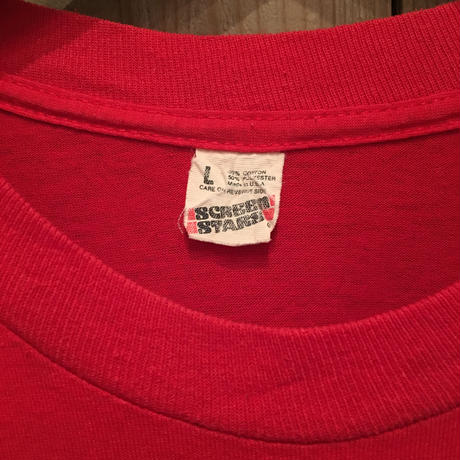 L
50% COTTON
50% POLYESTER
Made in U.S.A.
CARE ON REVERSE SIDE
SCREEN
STARS